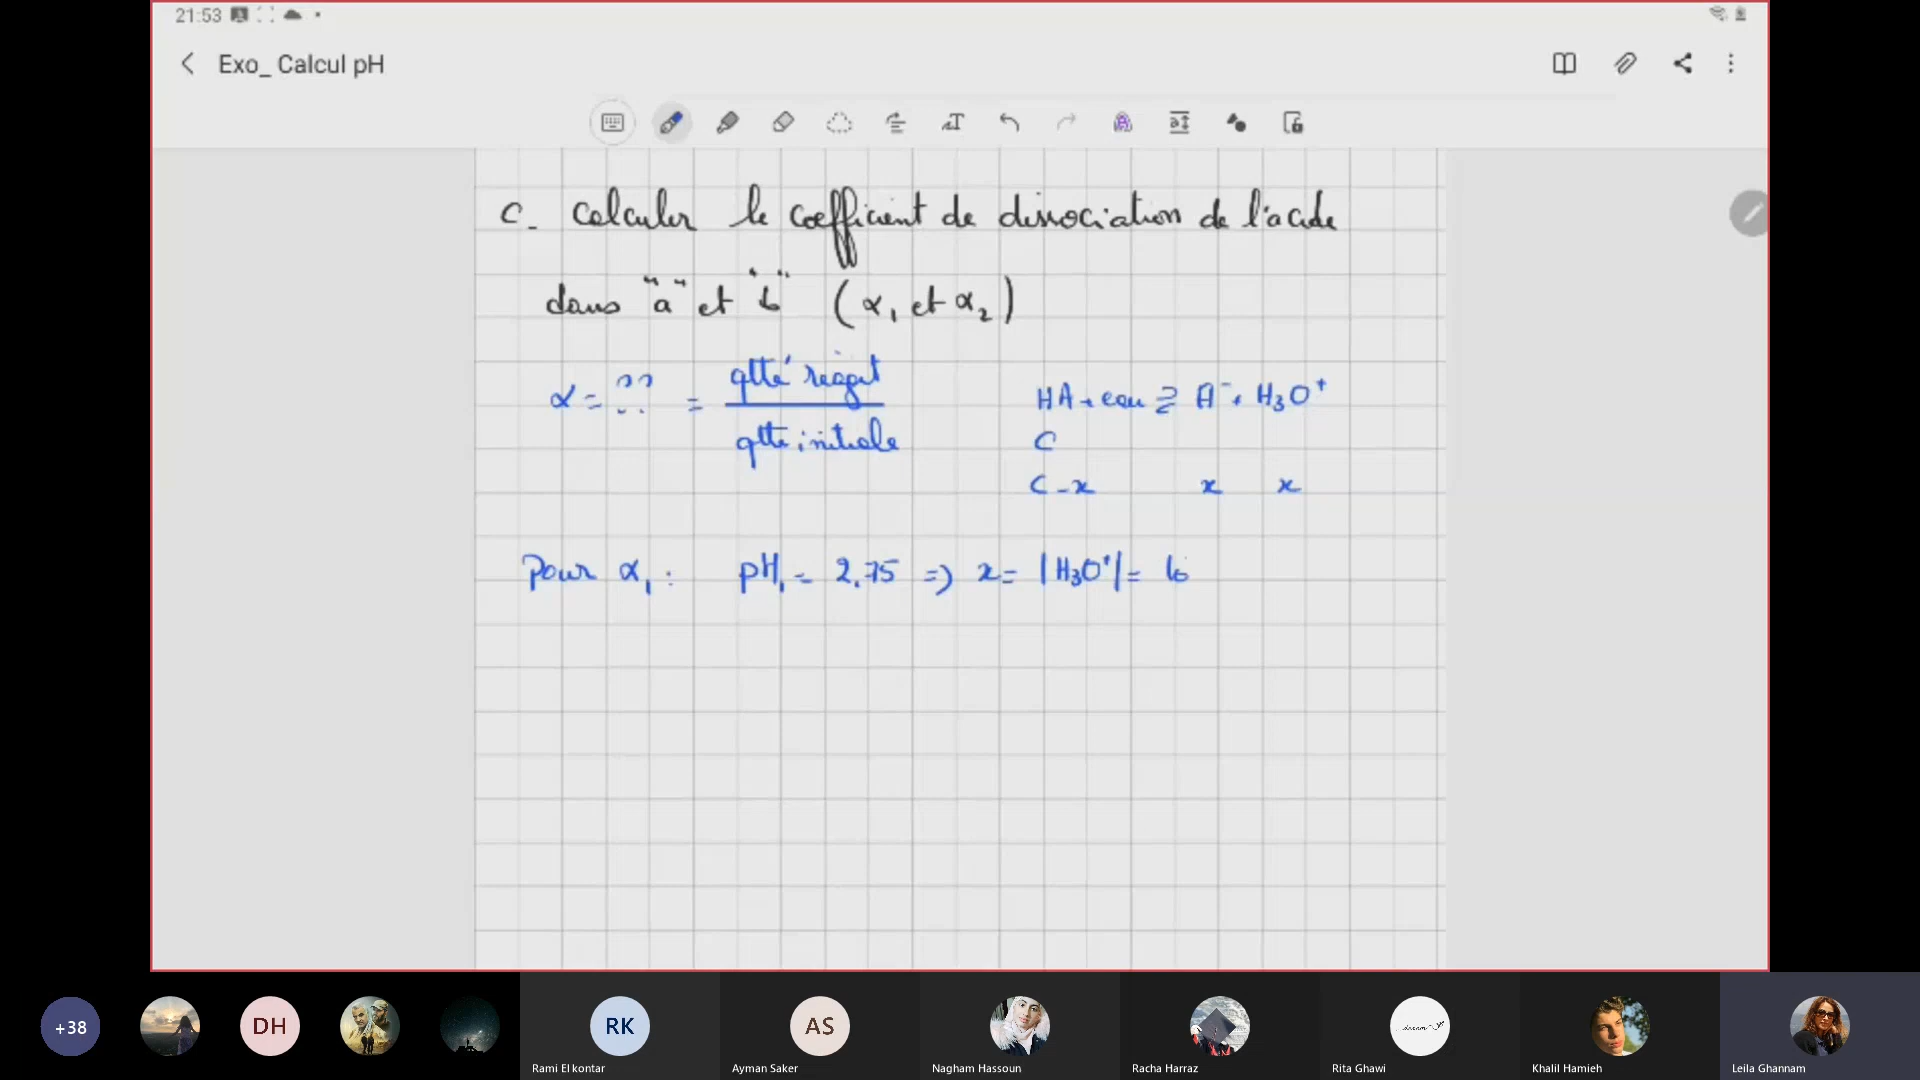 21:53
Exo_ Calcul pH
C_ Calculer le coefficient de dissociation de l'acide
dans "a" et "b" (α₁ et α₂)
α = ?? = qtté réagit / qtté initiale
HA + eau ⇌ A⁻ + H₃O⁺
C
C - x x x
Pour α₁ : pH₁ = 2,75 => x = |H₃O⁺| = 10
+38
DH
RK
AS
dream
Rami El kontar
Ayman Saker
Nagham Hassoun
Racha Harraz
Rita Ghawi
Khalil Hamieh
Leila Ghannam